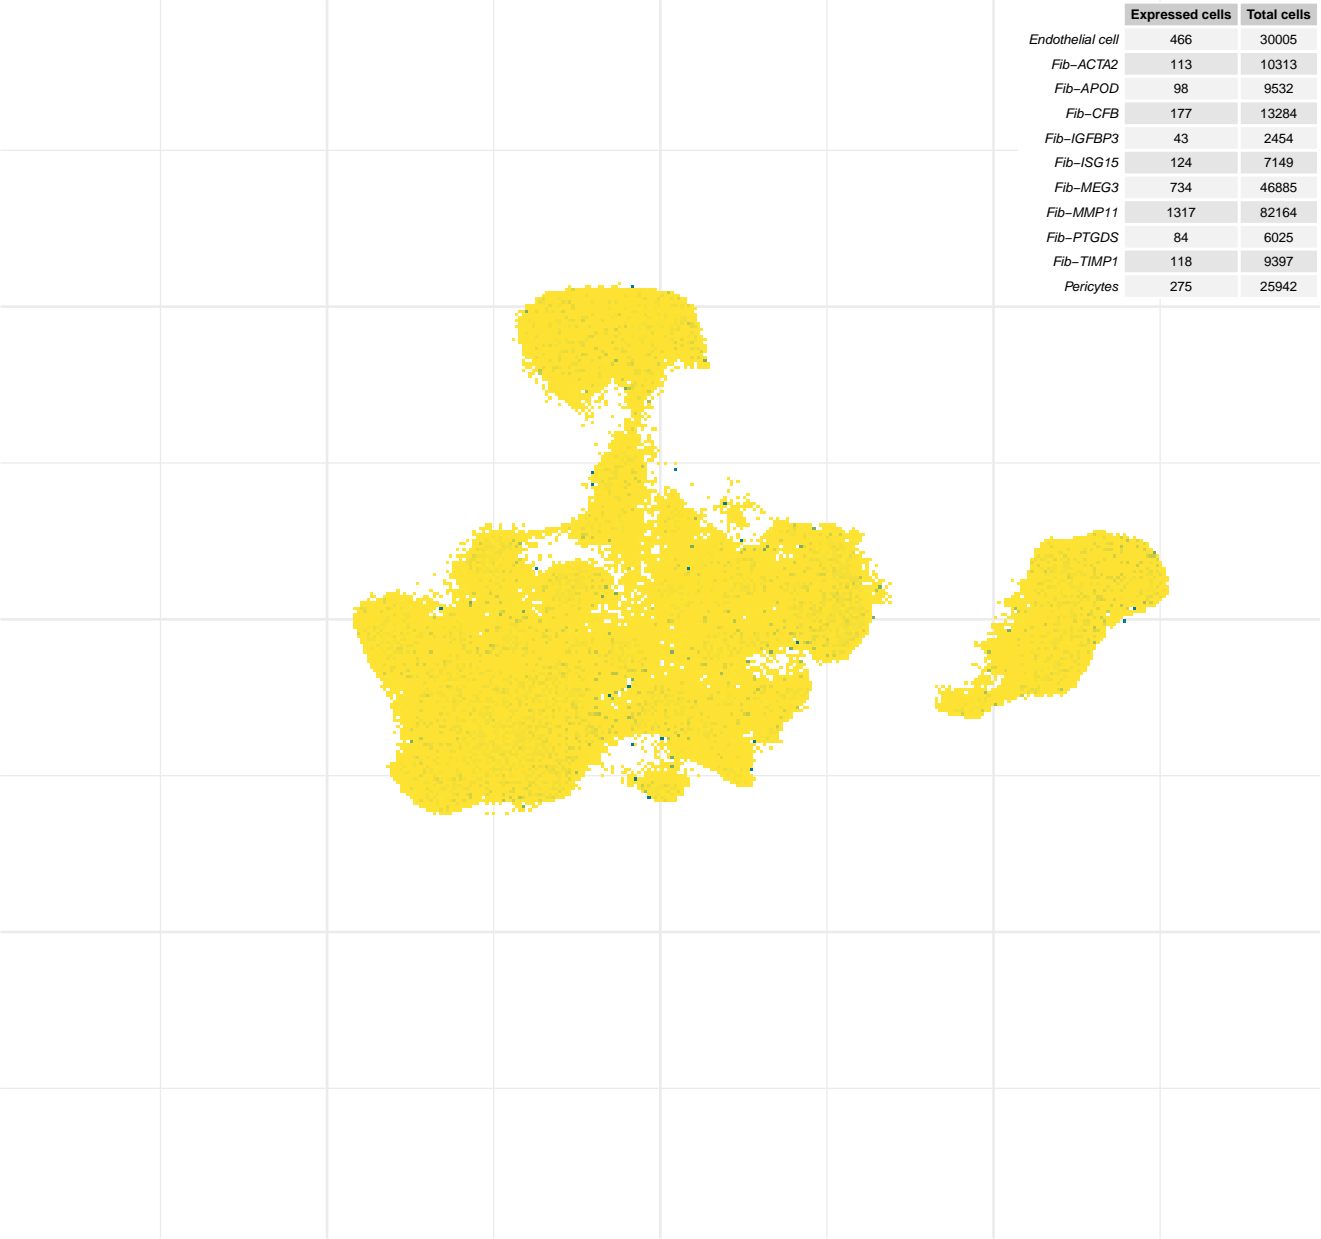 Expressed cells Total cells
Endothelial cell 466 30005
Fib−ACTA2 113 10313
Fib−APOD 98 9532
Fib−CFB 177 13284
Fib−IGFBP3 43 2454
Fib−ISG15 124 7149
Fib−MEG3 734 46885
Fib−MMP11 1317 82164
Fib−PTGDS 84 6025
Fib−TIMP1 118 9397
Pericytes 275 25942